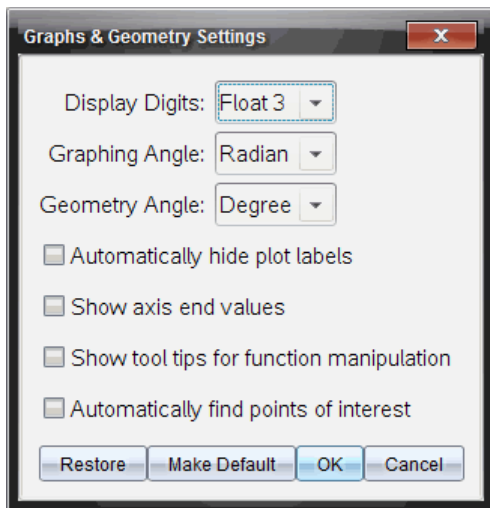 Graphs & Geometry Settings
Display Digits: Float 3
Graphing Angle: Radian
Geometry Angle: Degree
Automatically hide plot labels
Show axis end values
Show tool tips for function manipulation
Automatically find points of interest
Restore Make Default OK Cancel